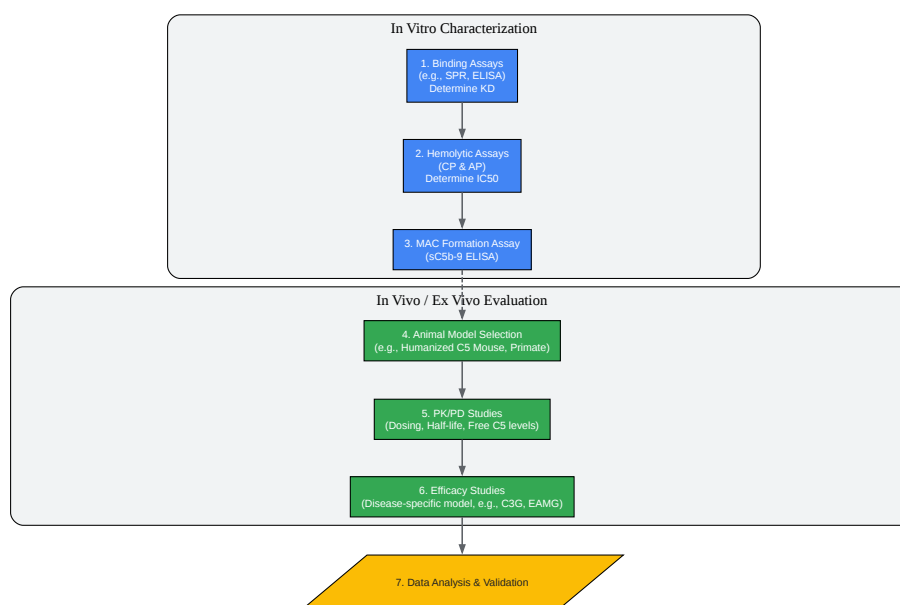 In Vitro Characterization
1. Binding Assays
(e.g., SPR, ELISA)
Determine KD
2. Hemolytic Assays
(CP & AP)
Determine IC50
3. MAC Formation Assay
(sC5b-9 ELISA)
In Vivo / Ex Vivo Evaluation
4. Animal Model Selection
(e.g., Humanized C5 Mouse, Primate)
5. PK/PD Studies
(Dosing, Half-life, Free C5 levels)
6. Efficacy Studies
(Disease-specific model, e.g., C3G, EAMG)
7. Data Analysis & Validation